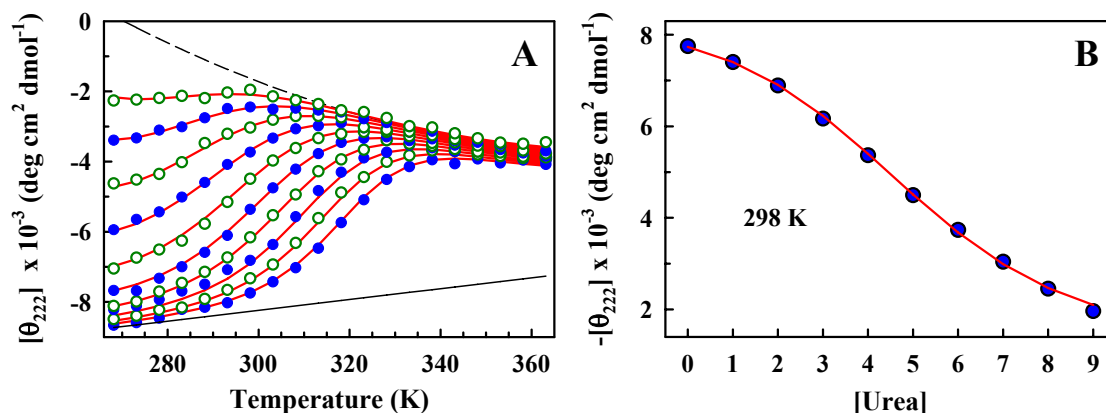 A
[θ222] x 10-3 (deg cm2 dmol-1)
0
-2
-4
-6
-8
280 300 320 340 360
Temperature (K)
B
-[θ222] x 10-3 (deg cm2 dmol-1)
8
6
4
2
298 K
0 1 2 3 4 5 6 7 8 9
[Urea]